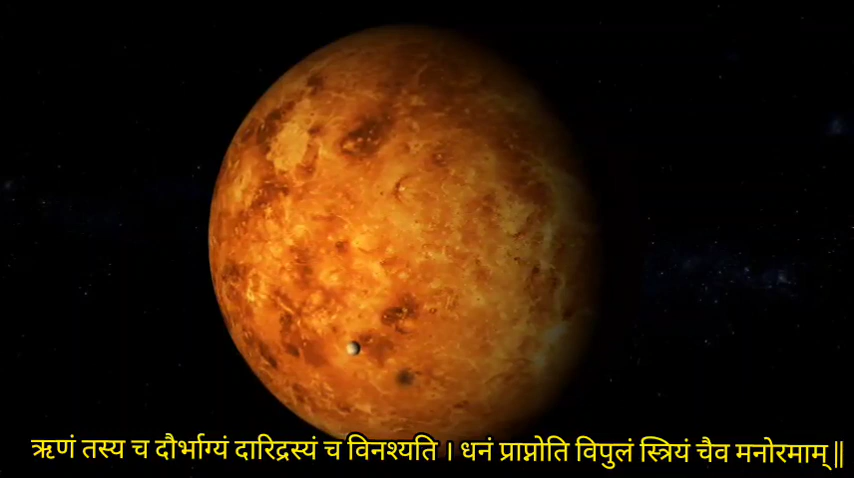 ऋणं तस्य च दौर्भाग्यं दारिद्रस्यं च विनश्यति । धनं प्राप्नोति विपुलं स्त्रियं चैव मनोरमाम् ||